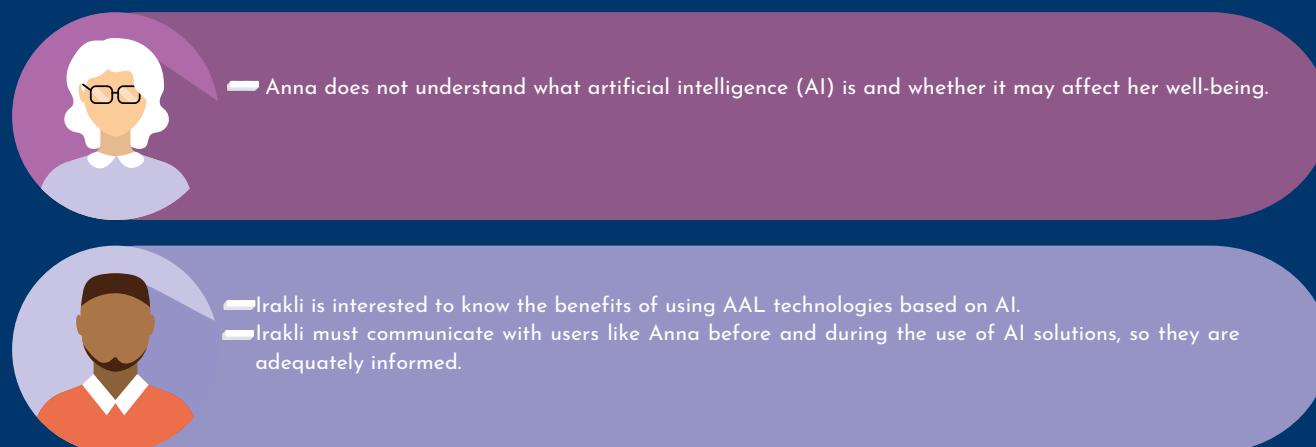 Anna does not understand what artificial intelligence (AI) is and whether it may affect her well-being.
Irakli is interested to know the benefits of using AAL technologies based on AI.
Irakli must communicate with users like Anna before and during the use of AI solutions, so they are
adequately informed.